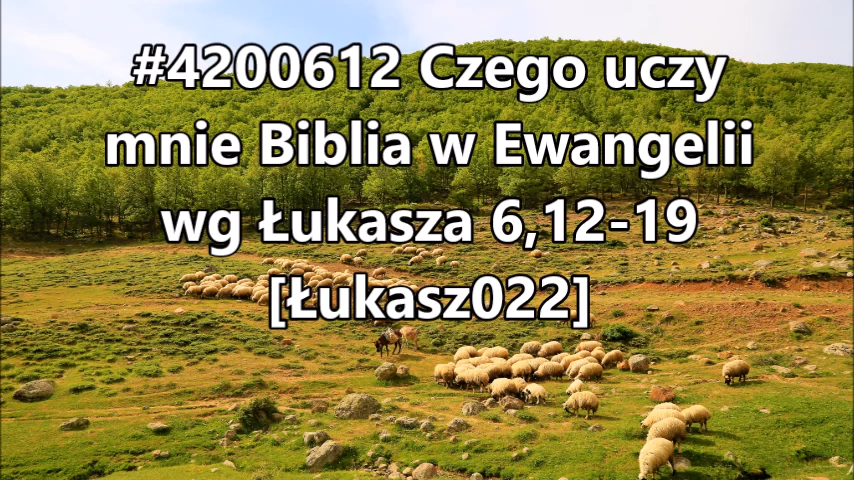 #4200612 Czego uczy
mnie Biblia w Ewangelii
wg Łukasza 6,12-19
[Łukasz022]